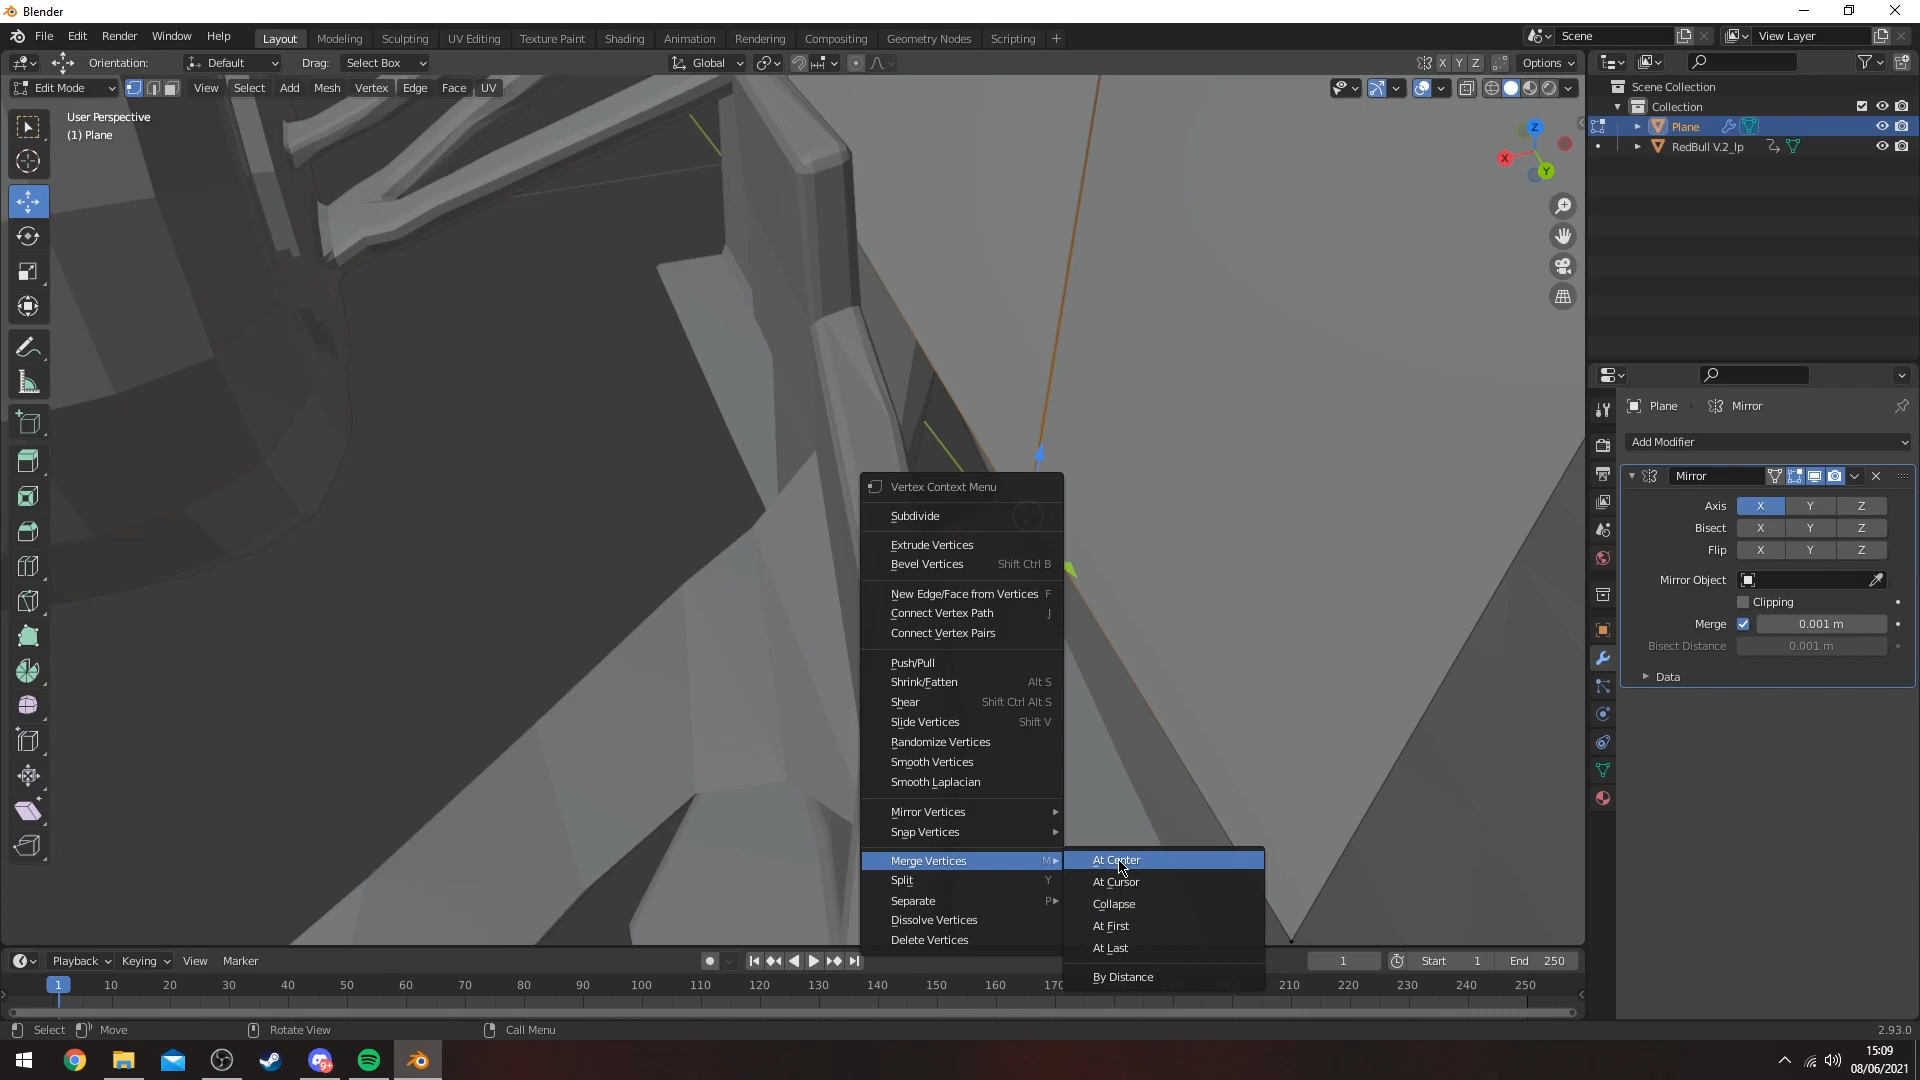 Blender
File Edit Render Window Help
Layout Modeling Sculpting UV Editing Texture Paint Shading Animation Rendering Compositing Geometry Nodes Scripting +
Scene
View Layer
Orientation: Default Drag: Select Box
Global
X Y Z Options
Edit Mode View Select Add Mesh Vertex Edge Face UV
User Perspective
(1) Plane
Z
X
Y
Scene Collection
Collection
Plane
RedBull V.2_lp
Plane Mirror
Add Modifier
Mirror
Axis X Y Z
Bisect X Y Z
Flip X Y Z
Mirror Object
Clipping
Merge 0.001 m
Bisect Distance 0.001 m
Data
Vertex Context Menu
Subdivide
Extrude Vertices
Bevel Vertices Shift Ctrl B
New Edge/Face from Vertices F
Connect Vertex Path J
Connect Vertex Pairs
Push/Pull
Shrink/Fatten Alt S
Shear Shift Ctrl Alt S
Slide Vertices Shift V
Randomize Vertices
Smooth Vertices
Smooth Laplacian
Mirror Vertices
Snap Vertices
Merge Vertices M
Split Y
Separate P
Dissolve Vertices
Delete Vertices
At Center
At Cursor
Collapse
At First
At Last
By Distance
Playback Keying View Marker
1 Start 1 End 250
1 10 20 30 40 50 60 70 80 90 100 110 120 130 140 150 160 170 210 220 230 240 250
Select Move Rotate View Call Menu
2.93.0
9+
15:09
08/06/2021